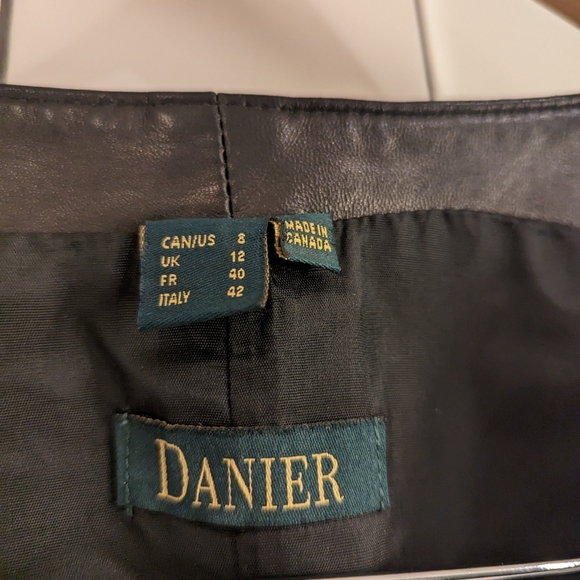 CAN/US 8
UK 12
FR 40
ITALY 42
MADE IN
CANADA
DANIER